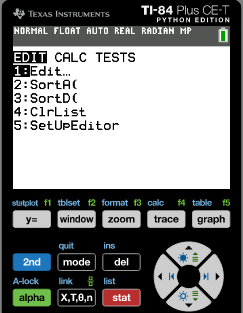 TEXAS INSTRUMENTS
TI-84 Plus CE-T
PYTHON EDITION
NORMAL FLOAT AUTO REAL RADIAN MP
EDIT CALC TESTS
1:Edit…
2:SortA(
3:SortD(
4:ClrList
5:SetUpEditor
statplot f1 tblset f2 format f3 calc f4 table f5
y= window zoom trace graph
quit ins
2nd mode del
A-lock link list
alpha X,T,θ,n stat